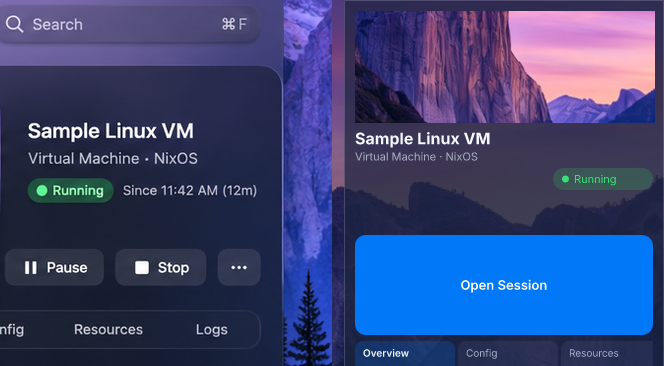 Search ⌘F
Sample Linux VM
Virtual Machine • NixOS
Running Since 11:42 AM (12m)
Pause Stop ...
nfig Resources Logs
Sample Linux VM
Virtual Machine · NixOS
Running
Open Session
Overview Config Resources